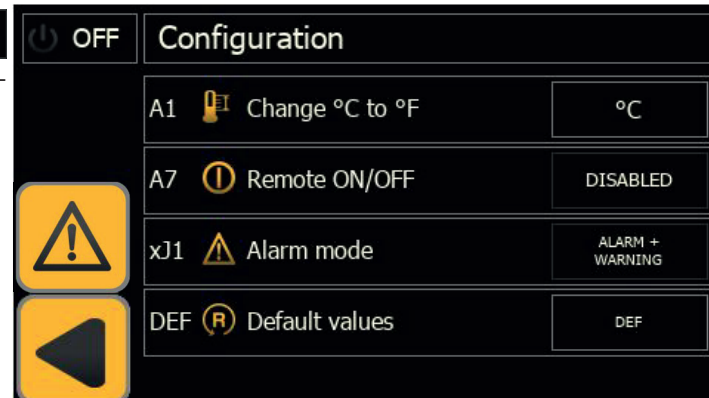 OFF
Configuration
A1 Change °C to °F °C
A7 Remote ON/OFF DISABLED
xJ1 Alarm mode ALARM +
WARNING
DEF R Default values DEF